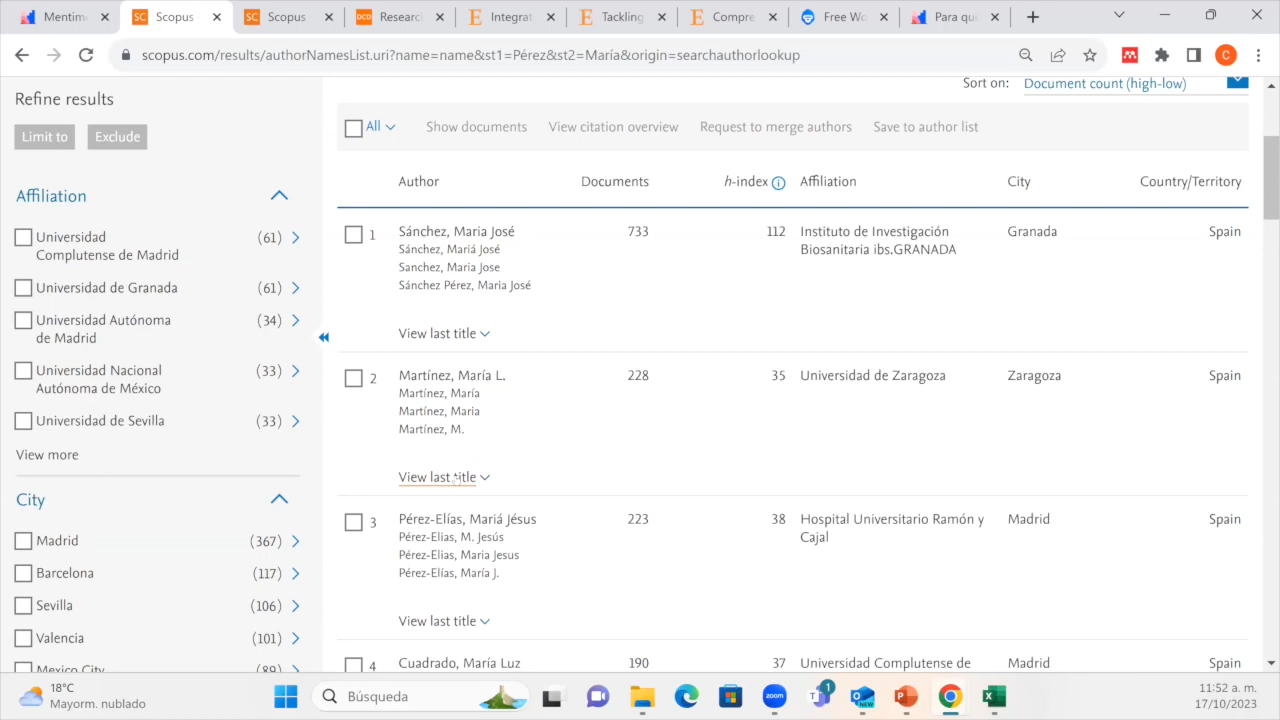 Mentime
Scopus
Scopus
Researc
Integrat
Tackling
Compre
Free Wo
Para qu
scopus.com/results/authorNamesList.uri?name=name&st1=Pérez&st2=María&origin=searchauthorlookup
C
Refine results
Limit to
Exclude
Affiliation
Universidad (61)
Complutense de Madrid
Universidad de Granada (61)
Universidad Autónoma (34)
de Madrid
Universidad Nacional (33)
Autónoma de México
Universidad de Sevilla (33)
View more
City
Madrid (367)
Barcelona (117)
Sevilla (106)
Valencia (101)
Mexico City (89)
Sort on: Document count (high-low)
All Show documents View citation overview Request to merge authors Save to author list
Author Documents h-index Affiliation City Country/Territory
1 Sánchez, Maria José 733 112 Instituto de Investigación Granada Spain
Sánchez, Mariá José Biosanitaria ibs.GRANADA
Sanchez, Maria Jose
Sánchez Pérez, Maria José
View last title
2 Martínez, María L. 228 35 Universidad de Zaragoza Zaragoza Spain
Martínez, María
Martínez, Maria
Martínez, M.
View last title
3 Pérez-Elías, Mariá Jésus 223 38 Hospital Universitario Ramón y Madrid Spain
Pérez-Elias, M. Jesús Cajal
Pérez-Elias, Maria Jesus
Pérez-Elías, María J.
View last title
4 Cuadrado, María Luz 190 37 Universidad Complutense de Madrid Spain
18°C
Mayorm. nublado
Búsqueda
zoom
1
NEW
11:52 a. m.
17/10/2023